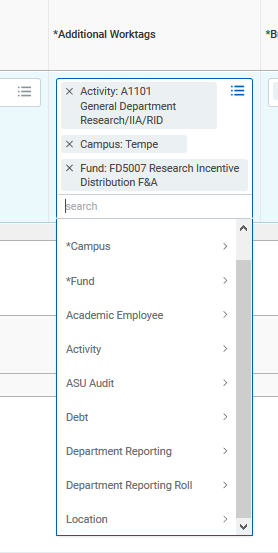 *Additional Worktags
*B
× Activity: A1101
General Department
Research/IIA/RID
× Campus: Tempe
× Fund: FD5007 Research Incentive
Distribution F&A
search
*Campus
*Fund
Academic Employee
Activity
ASU Audit
Debt
Department Reporting
Department Reporting Roll
Location